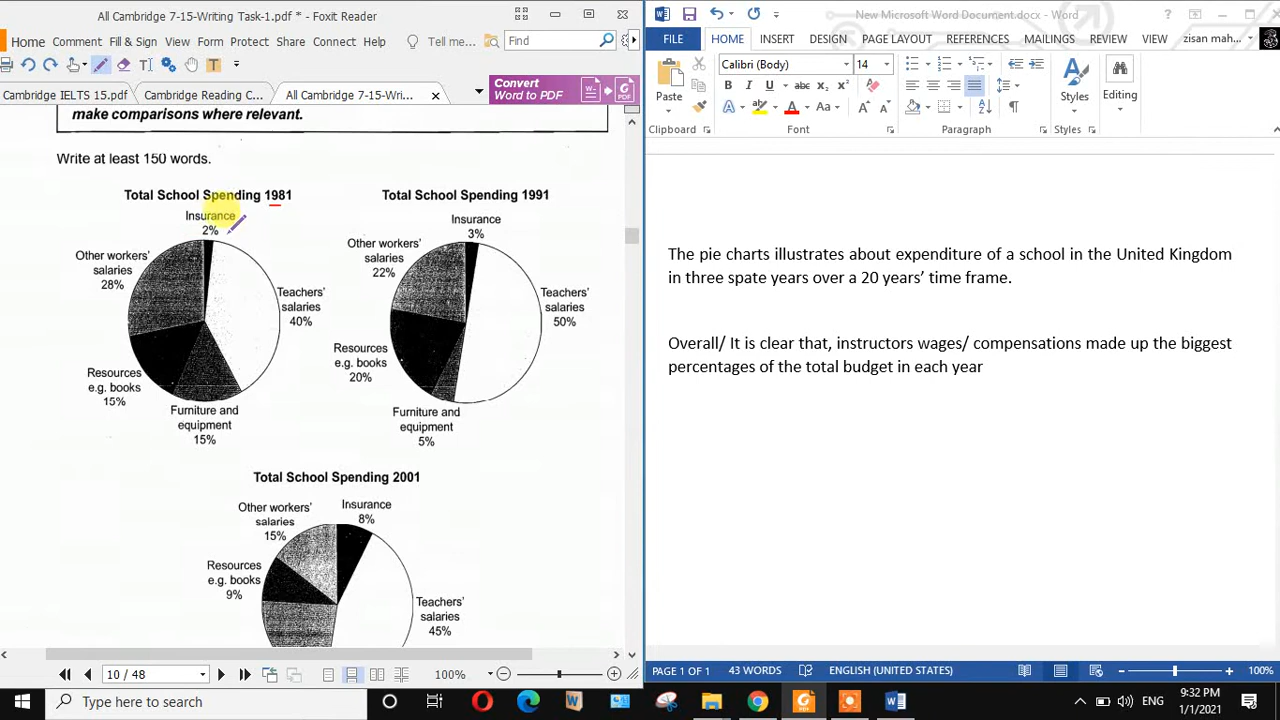 All Cambridge 7-15-Writing Task-1.pdf * - Foxit Reader
New Microsoft Word Document.docx - Word
Home Comment Fill & Sign View Form Protect Share Connect Help Tell me... Find
FILE HOME INSERT DESIGN PAGE LAYOUT REFERENCES MAILINGS REVIEW VIEW zisan mah...
Calibri (Body) 14
Paste
Styles
Editing
Clipboard Font Paragraph Styles
Cambridge IELTS 15.pdf Cambridge Reading C... All Cambridge 7-15-Wri...
Convert
Word to PDF
make comparisons where relevant.
Write at least 150 words.
Total School Spending 1981
Insurance
2%
Other workers'
salaries
28%
Teachers'
salaries
40%
Resources
e.g. books
15%
Furniture and
equipment
15%
Total School Spending 1991
Insurance
3%
Other workers'
salaries
22%
Teachers'
salaries
50%
Resources
e.g. books
20%
Furniture and
equipment
5%
Total School Spending 2001
Other workers'
salaries
15%
Insurance
8%
Resources
e.g. books
9%
Teachers'
salaries
45%
The pie charts illustrates about expenditure of a school in the United Kingdom
in three spate years over a 20 years' time frame.
Overall/ It is clear that, instructors wages/ compensations made up the biggest
percentages of the total budget in each year
10 / 48
100%
PAGE 1 OF 1 43 WORDS ENGLISH (UNITED STATES) 100%
Type here to search
ENG
9:32 PM
1/1/2021